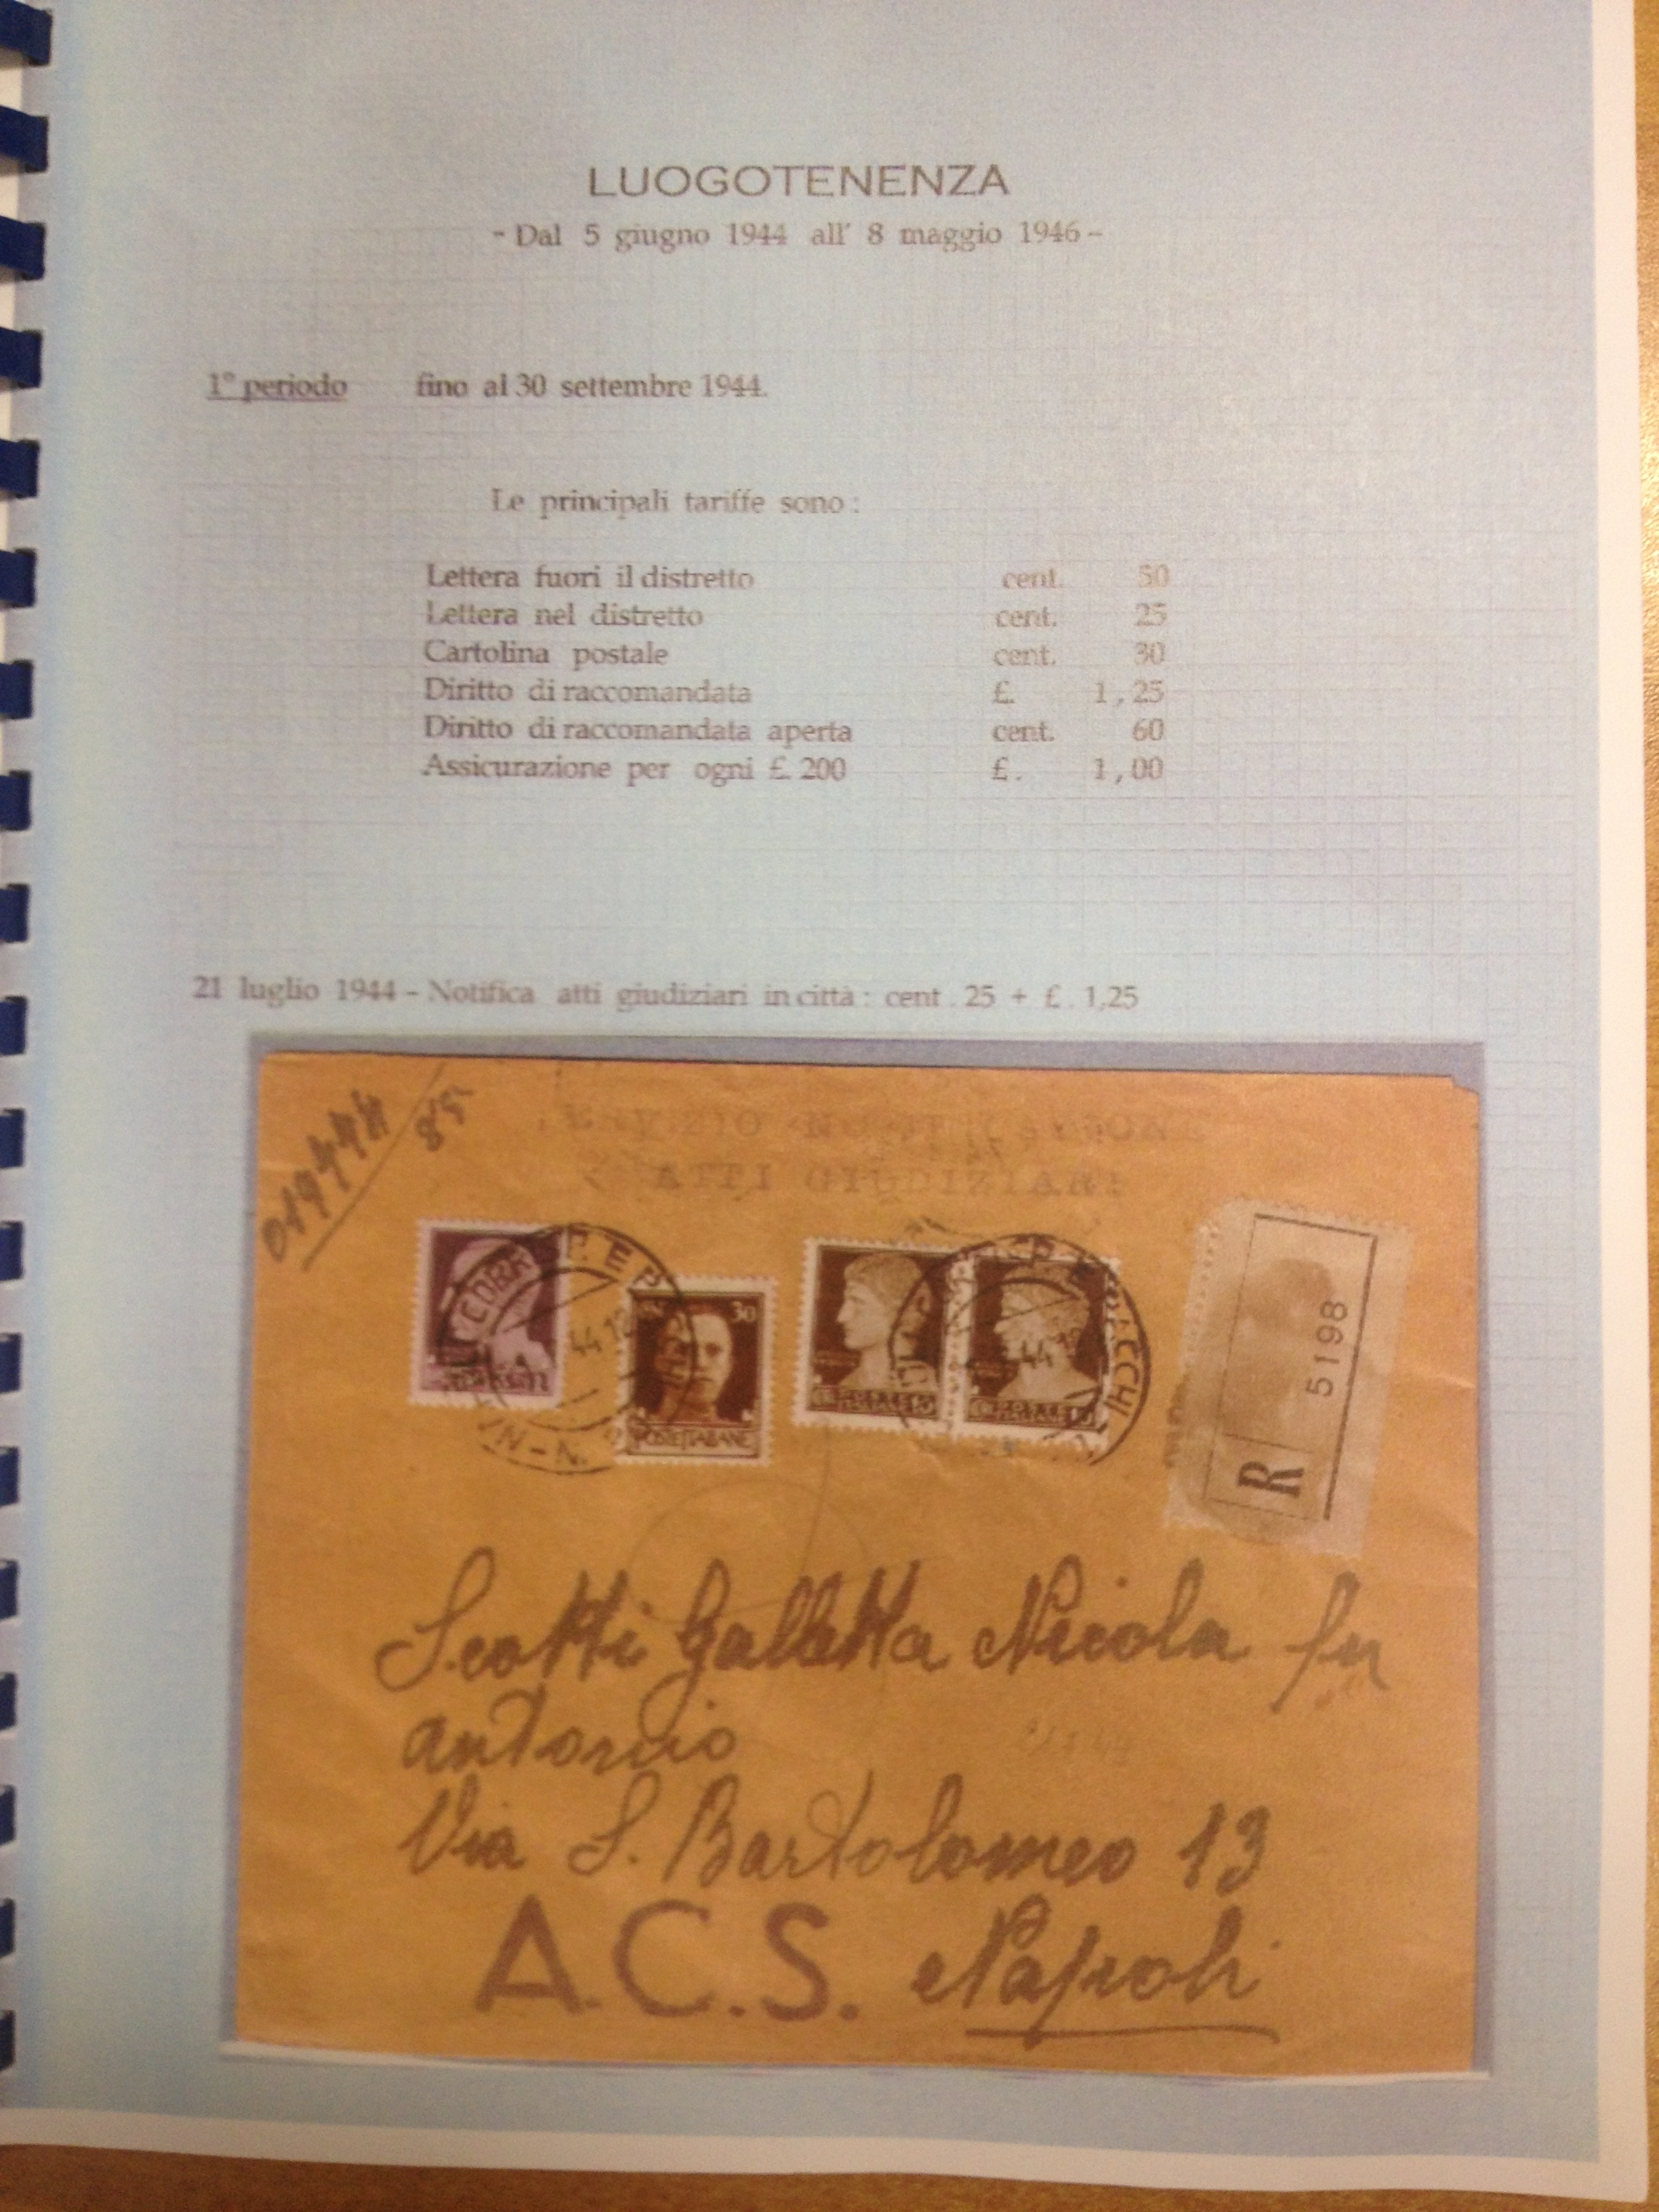 LUOGOTENENZA
- Dal 5 giugno 1944 all' 8 maggio 1946 -
1° periodo fino al 30 settembre 1944.
Le principali tariffe sono :
Lettera fuori il distretto cent. 50
Lettera nel distretto cent. 25
Cartolina postale cent. 30
Diritto di raccomandata £. 1,25
Diritto di raccomandata aperta cent. 60
Assicurazione per ogni £. 200 £. 1,00
21 luglio 1944 - Notifica atti giudiziari in città : cent. 25 + £. 1,25
85
ATTI GIUDIZIARI
30
POSTE ITALIANE
R 5198
Scotti Galletta Nicola fu
Antonio
Via S. Bartolomeo 13
A.C.S. Napoli